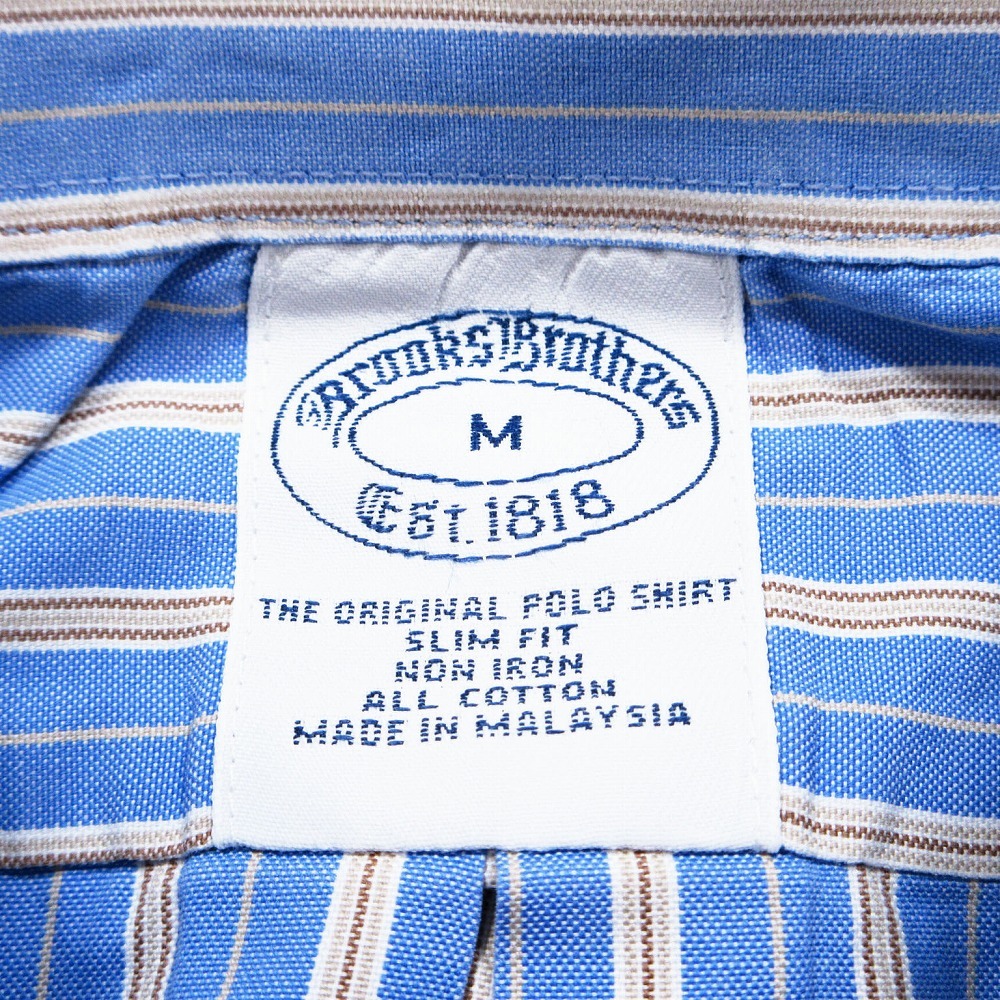 Brooks Brothers
M
Est. 1818
THE ORIGINAL POLO SHIRT
SLIM FIT
NON IRON
ALL COTTON
MADE IN MALAYSIA